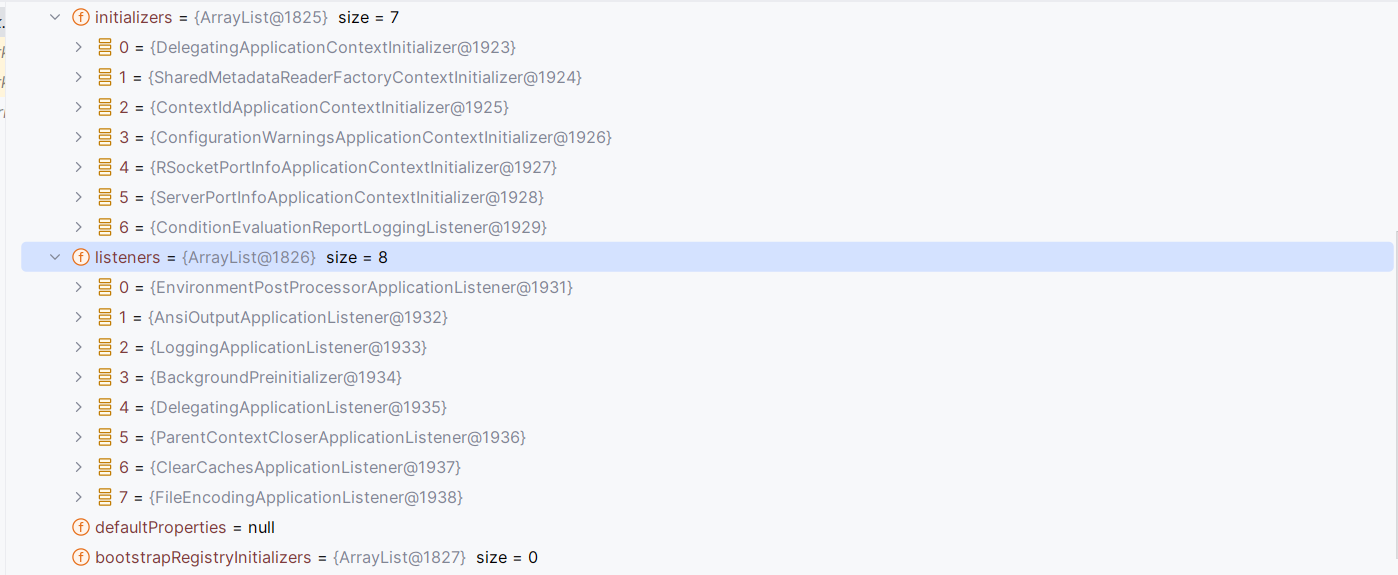 initializers = {ArrayList@1825} size = 7
0 = {DelegatingApplicationContextInitializer@1923}
1 = {SharedMetadataReaderFactoryContextInitializer@1924}
2 = {ContextIdApplicationContextInitializer@1925}
3 = {ConfigurationWarningsApplicationContextInitializer@1926}
4 = {RSocketPortInfoApplicationContextInitializer@1927}
5 = {ServerPortInfoApplicationContextInitializer@1928}
6 = {ConditionEvaluationReportLoggingListener@1929}
listeners = {ArrayList@1826} size = 8
0 = {EnvironmentPostProcessorApplicationListener@1931}
1 = {AnsiOutputApplicationListener@1932}
2 = {LoggingApplicationListener@1933}
3 = {BackgroundPreinitializer@1934}
4 = {DelegatingApplicationListener@1935}
5 = {ParentContextCloserApplicationListener@1936}
6 = {ClearCachesApplicationListener@1937}
7 = {FileEncodingApplicationListener@1938}
defaultProperties = null
bootstrapRegistryInitializers = {ArrayList@1827} size = 0